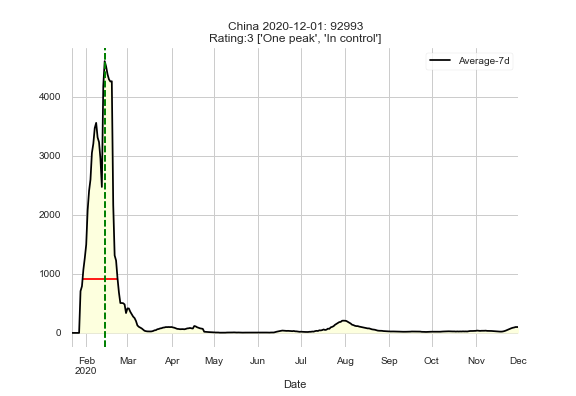 China 2020-12-01: 92993
Rating:3 ['One peak', 'In control']
Average-7d
4000
3000
2000
1000
0
Feb Mar Apr May Jun Jul Aug Sep Oct Nov Dec
2020
Date